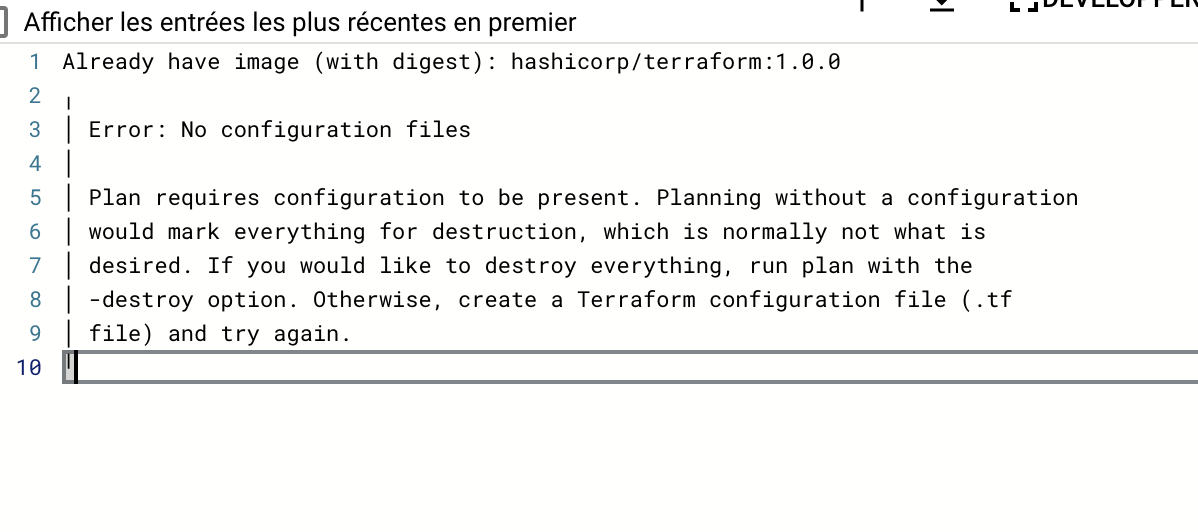 Afficher les entrées les plus récentes en premier
1 Already have image (with digest): hashicorp/terraform:1.0.0
2 ╷
3 │ Error: No configuration files
4 │
5 │ Plan requires configuration to be present. Planning without a configuration
6 │ would mark everything for destruction, which is normally not what is
7 │ desired. If you would like to destroy everything, run plan with the
8 │ -destroy option. Otherwise, create a Terraform configuration file (.tf
9 │ file) and try again.
10 ╵